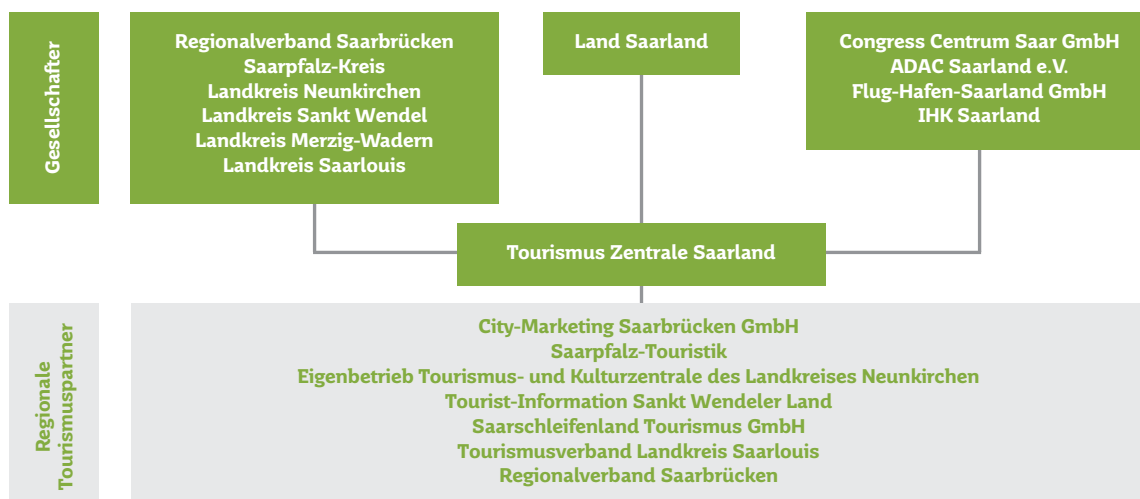 Gesellschafter
Regionalverband Saarbrücken
Saarpfalz-Kreis
Landkreis Neunkirchen
Landkreis Sankt Wendel
Landkreis Merzig-Wadern
Landkreis Saarlouis
Land Saarland
Congress Centrum Saar GmbH
ADAC Saarland e.V.
Flug-Hafen-Saarland GmbH
IHK Saarland
Tourismus Zentrale Saarland
Regionale
Tourismuspartner
City-Marketing Saarbrücken GmbH
Saarpfalz-Touristik
Eigenbetrieb Tourismus- und Kulturzentrale des Landkreises Neunkirchen
Tourist-Information Sankt Wendeler Land
Saarschleifenland Tourismus GmbH
Tourismusverband Landkreis Saarlouis
Regionalverband Saarbrücken